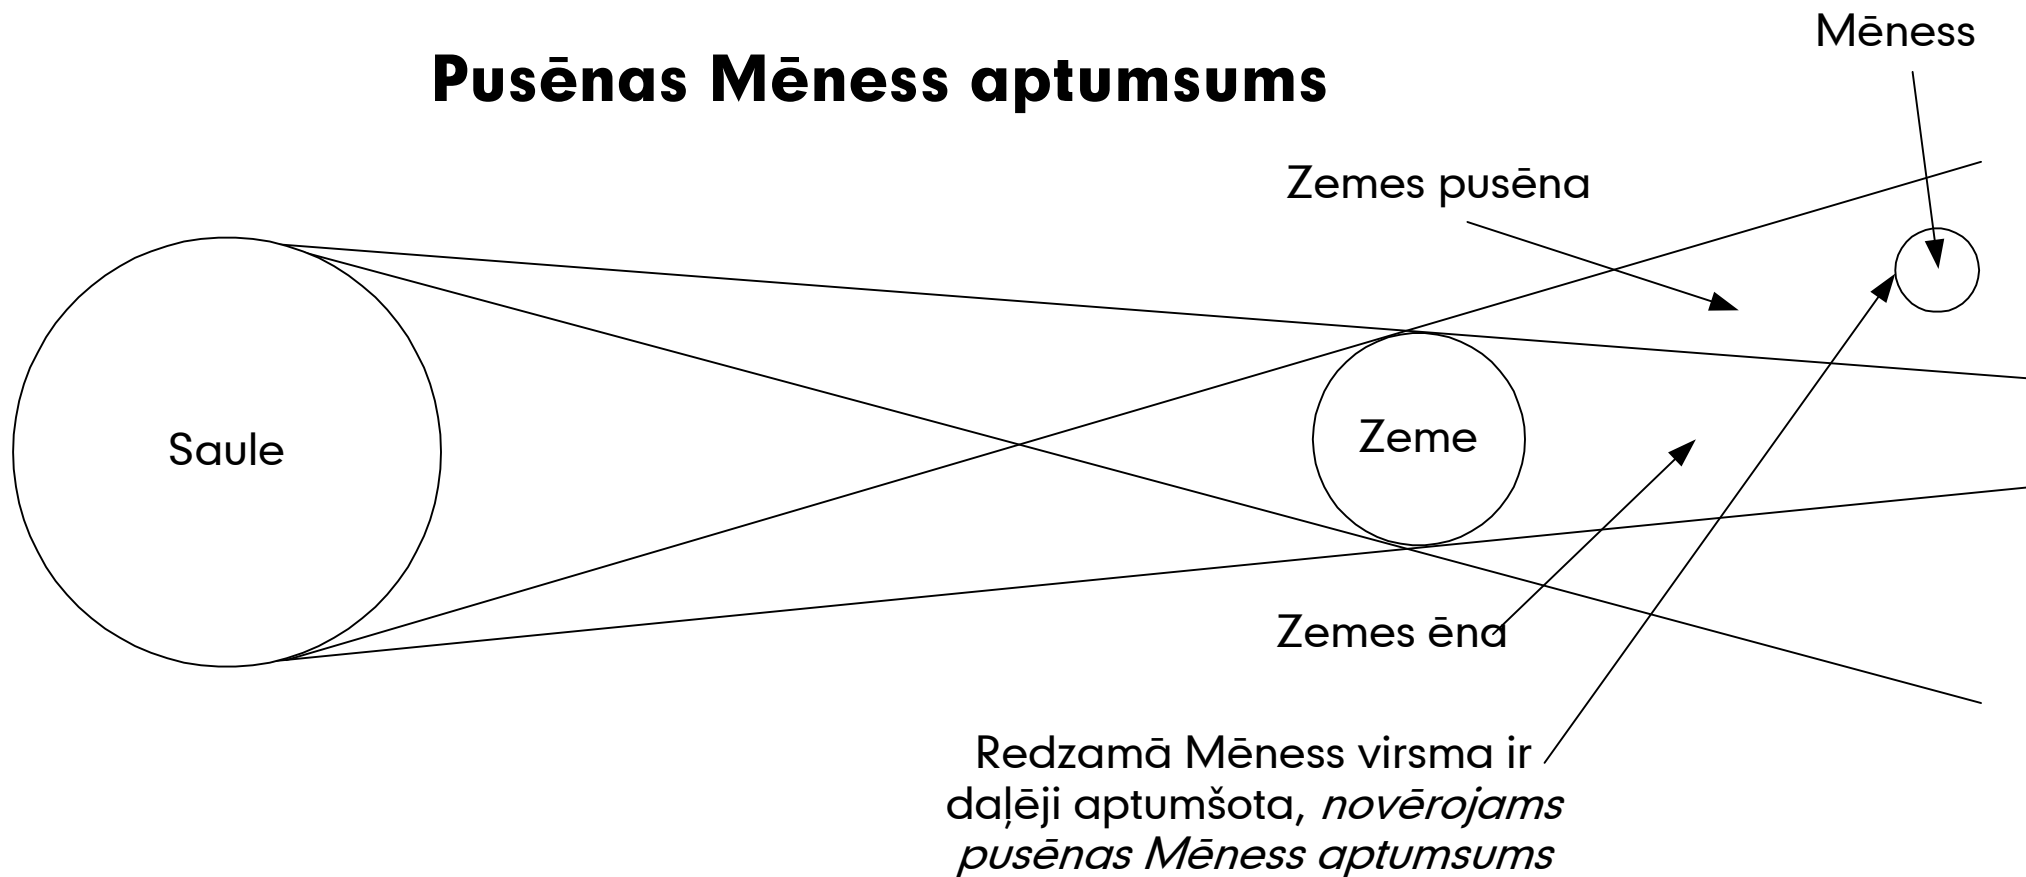 Mēness
Pusēnas Mēness aptumsums
Zemes pusēna
Saule
Zeme
Zemes ēna
Redzamā Mēness virsma ir
daļēji aptumšota, novērojams
pusēnas Mēness aptumsums